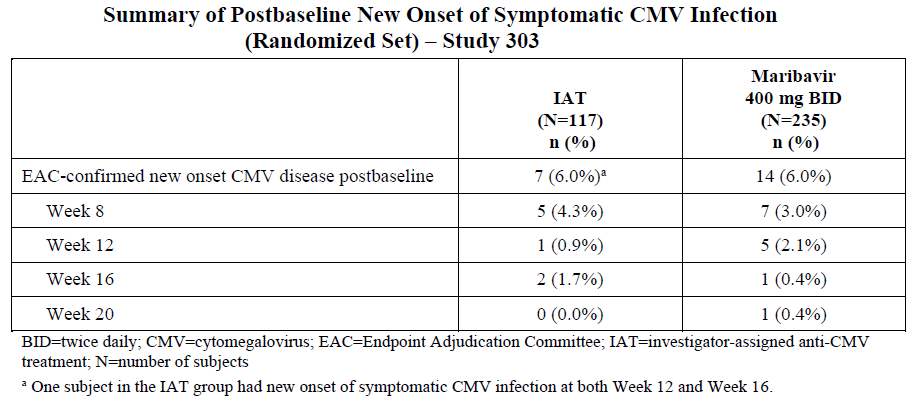 Summary of Postbaseline New Onset of Symptomatic CMV Infection
(Randomized Set) – Study 303
IAT
(N=117)
n (%)
Maribavir
400 mg BID
(N=235)
n (%)
EAC-confirmed new onset CMV disease postbaseline 7 (6.0%)ª 14 (6.0%)
Week 8 5 (4.3%) 7 (3.0%)
Week 12 1 (0.9%) 5 (2.1%)
Week 16 2 (1.7%) 1 (0.4%)
Week 20 0 (0.0%) 1 (0.4%)
BID=twice daily; CMV=cytomegalovirus; EAC=Endpoint Adjudication Committee; IAT=investigator-assigned anti-CMV
treatment; N=number of subjects
ª One subject in the IAT group had new onset of symptomatic CMV infection at both Week 12 and Week 16.